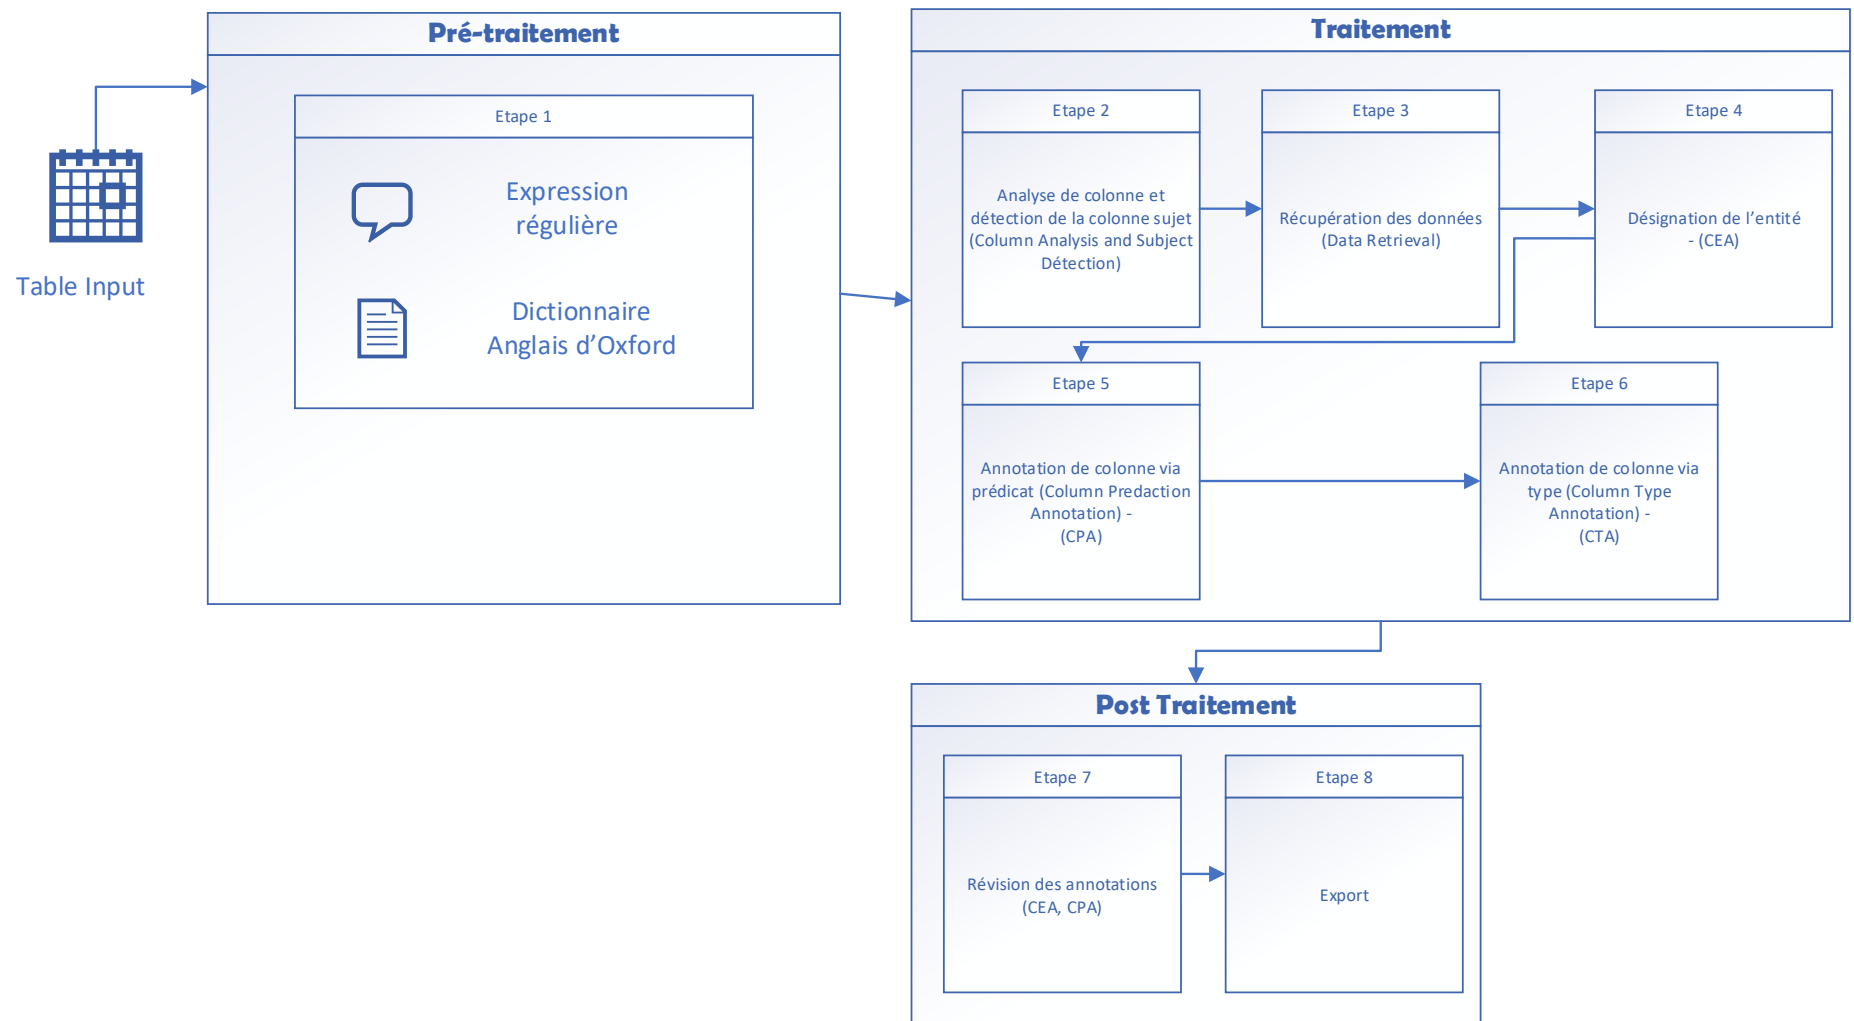 Table Input
Pré-traitement
Etape 1
Expression
régulière
Dictionnaire
Anglais d’Oxford
Traitement
Etape 2
Analyse de colonne et
détection de la colonne sujet
(Column Analysis and Subject
Détection)
Etape 3
Récupération des données
(Data Retrieval)
Etape 4
Désignation de l’entité
- (CEA)
Etape 5
Annotation de colonne via
prédicat (Column Predaction
Annotation) -
(CPA)
Etape 6
Annotation de colonne via
type (Column Type
Annotation) -
(CTA)
Post Traitement
Etape 7
Révision des annotations
(CEA, CPA)
Etape 8
Export